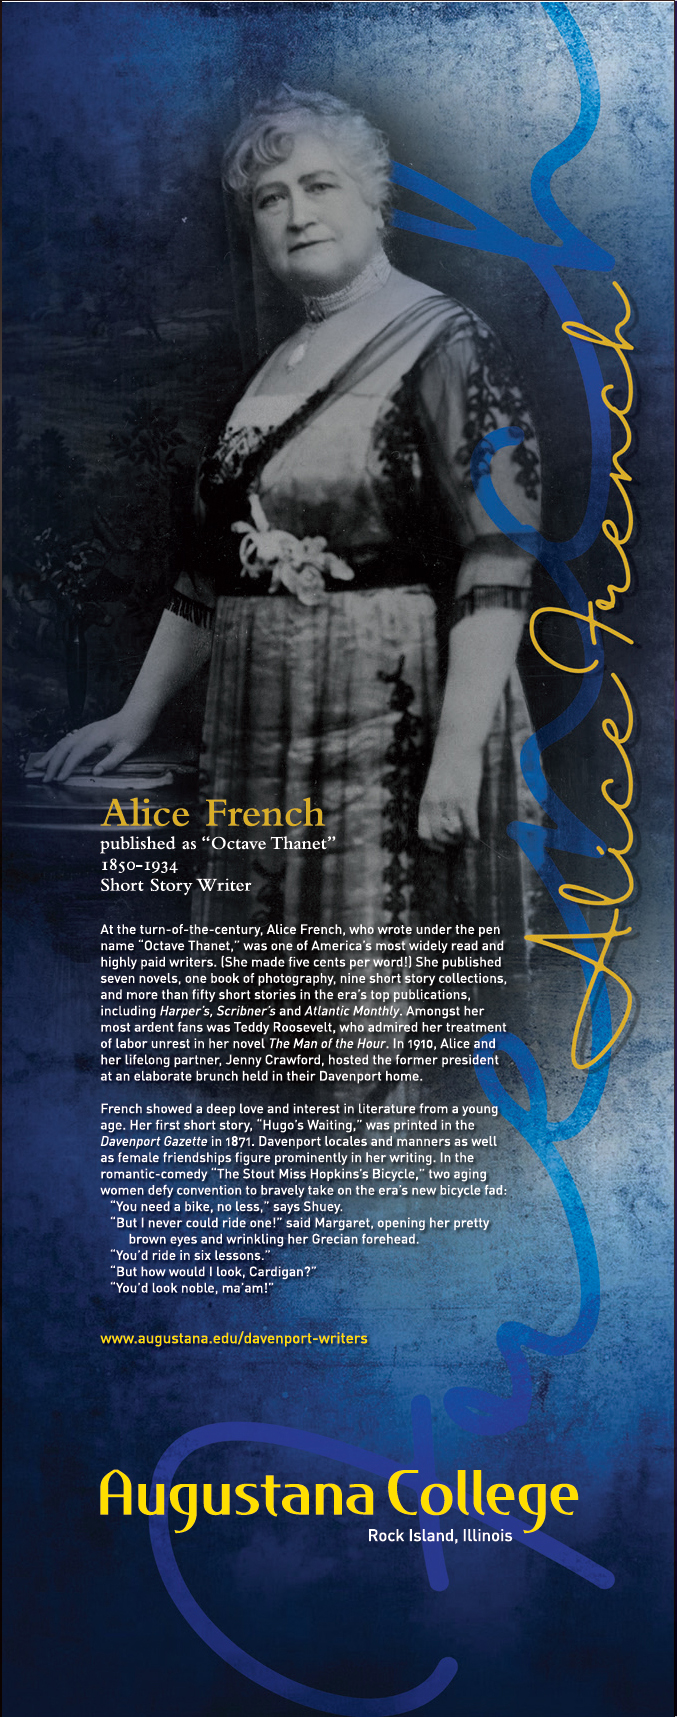 Alice French
Alice French
published as “Octave Thanet”
1850-1934
Short Story Writer
At the turn-of-the-century, Alice French, who wrote under the pen
name “Octave Thanet,” was one of America’s most widely read and
highly paid writers. (She made five cents per word!) She published
seven novels, one book of photography, nine short story collections,
and more than fifty short stories in the era’s top publications,
including Harper’s, Scribner’s and Atlantic Monthly. Amongst her
most ardent fans was Teddy Roosevelt, who admired her treatment
of labor unrest in her novel The Man of the Hour. In 1910, Alice and
her lifelong partner, Jenny Crawford, hosted the former president
at an elaborate brunch held in their Davenport home.
French showed a deep love and interest in literature from a young
age. Her first short story, “Hugo’s Waiting,” was printed in the
Davenport Gazette in 1871. Davenport locales and manners as well
as female friendships figure prominently in her writing. In the
romantic-comedy “The Stout Miss Hopkins’s Bicycle,” two aging
women defy convention to bravely take on the era’s new bicycle fad:
“You need a bike, no less,” says Shuey.
“But I never could ride one!” said Margaret, opening her pretty
brown eyes and wrinkling her Grecian forehead.
“You’d ride in six lessons.”
“But how would I look, Cardigan?”
“You’d look noble, ma’am!”
www.augustana.edu/davenport-writers
French
Augustana College
Rock Island, Illinois